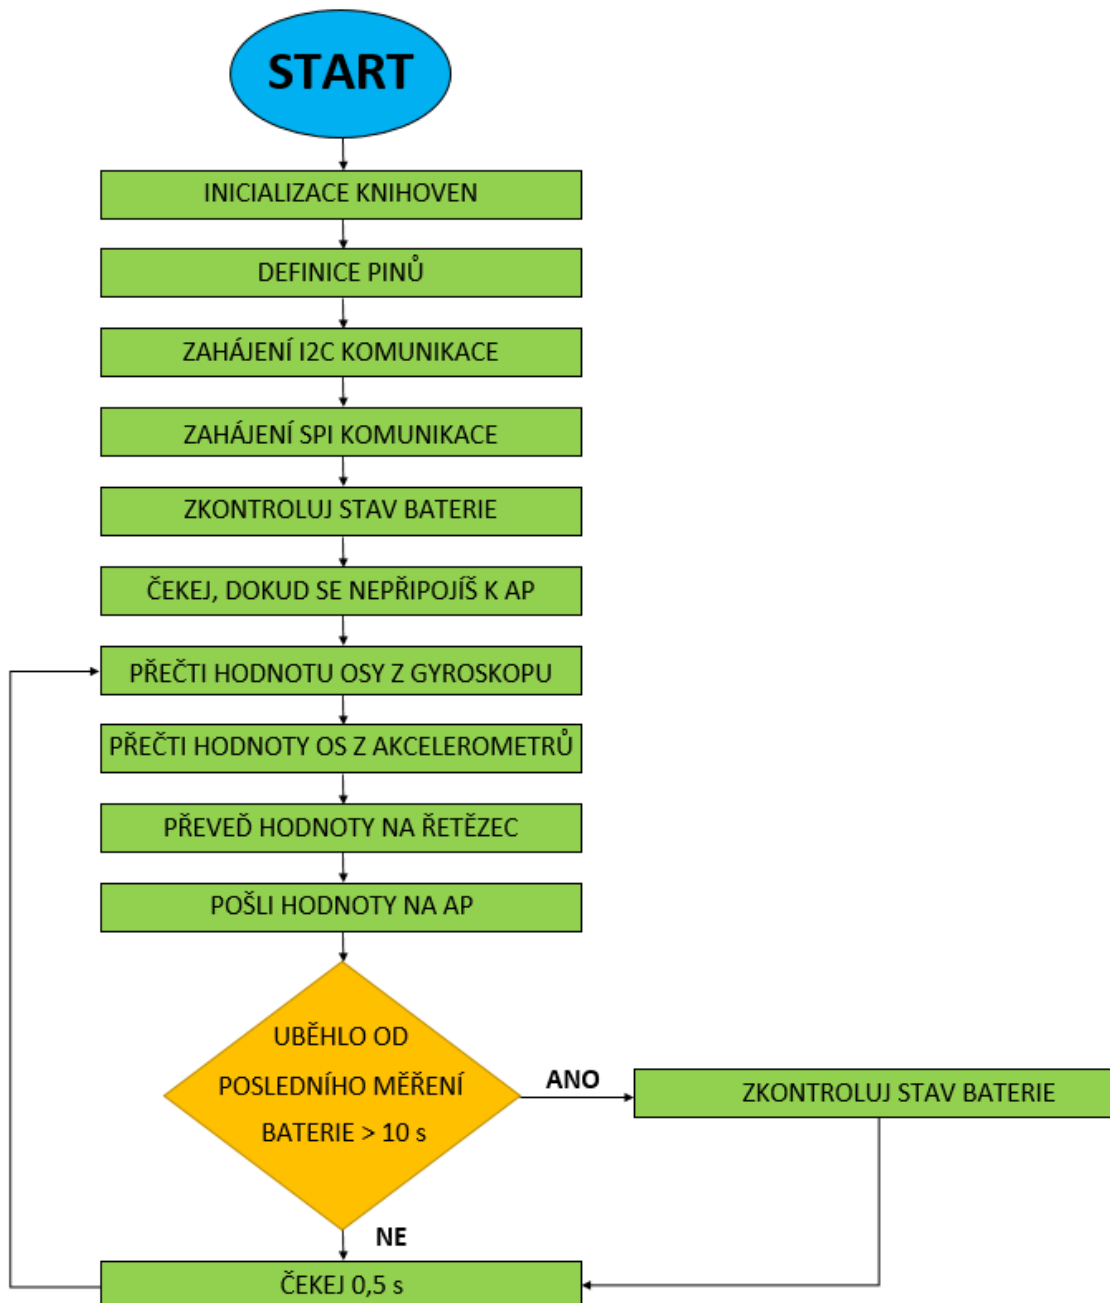 START
INICIALIZACE KNIHOVEN
DEFINICE PINŮ
ZAHÁJENÍ I2C KOMUNIKACE
ZAHÁJENÍ SPI KOMUNIKACE
ZKONTROLUJ STAV BATERIE
ČEKEJ, DOKUD SE NEPŘIPOJÍŠ K AP
PŘEČTI HODNOTU OSY Z GYROSKOPU
PŘEČTI HODNOTY OS Z AKCELEROMETRŮ
PŘEVEĎ HODNOTY NA ŘETĚZEC
POŠLI HODNOTY NA AP
UBĚHLO OD
POSLEDNÍHO MĚŘENÍ
BATERIE > 10 s
ANO
ZKONTROLUJ STAV BATERIE
NE
ČEKEJ 0,5 s